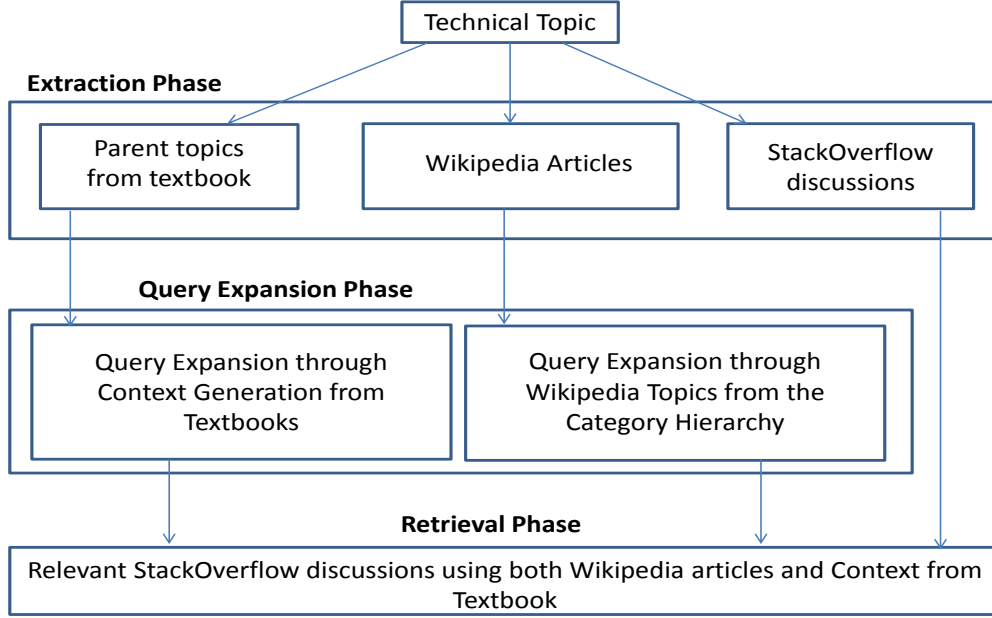 Technical Topic
Extraction Phase
Parent topics
from textbook
Wikipedia Articles
StackOverflow
discussions
Query Expansion Phase
Query Expansion through
Context Generation from
Textbooks
Query Expansion through
Wikipedia Topics from the
Category Hierarchy
Retrieval Phase
Relevant StackOverflow discussions using both Wikipedia articles and Context from
Textbook